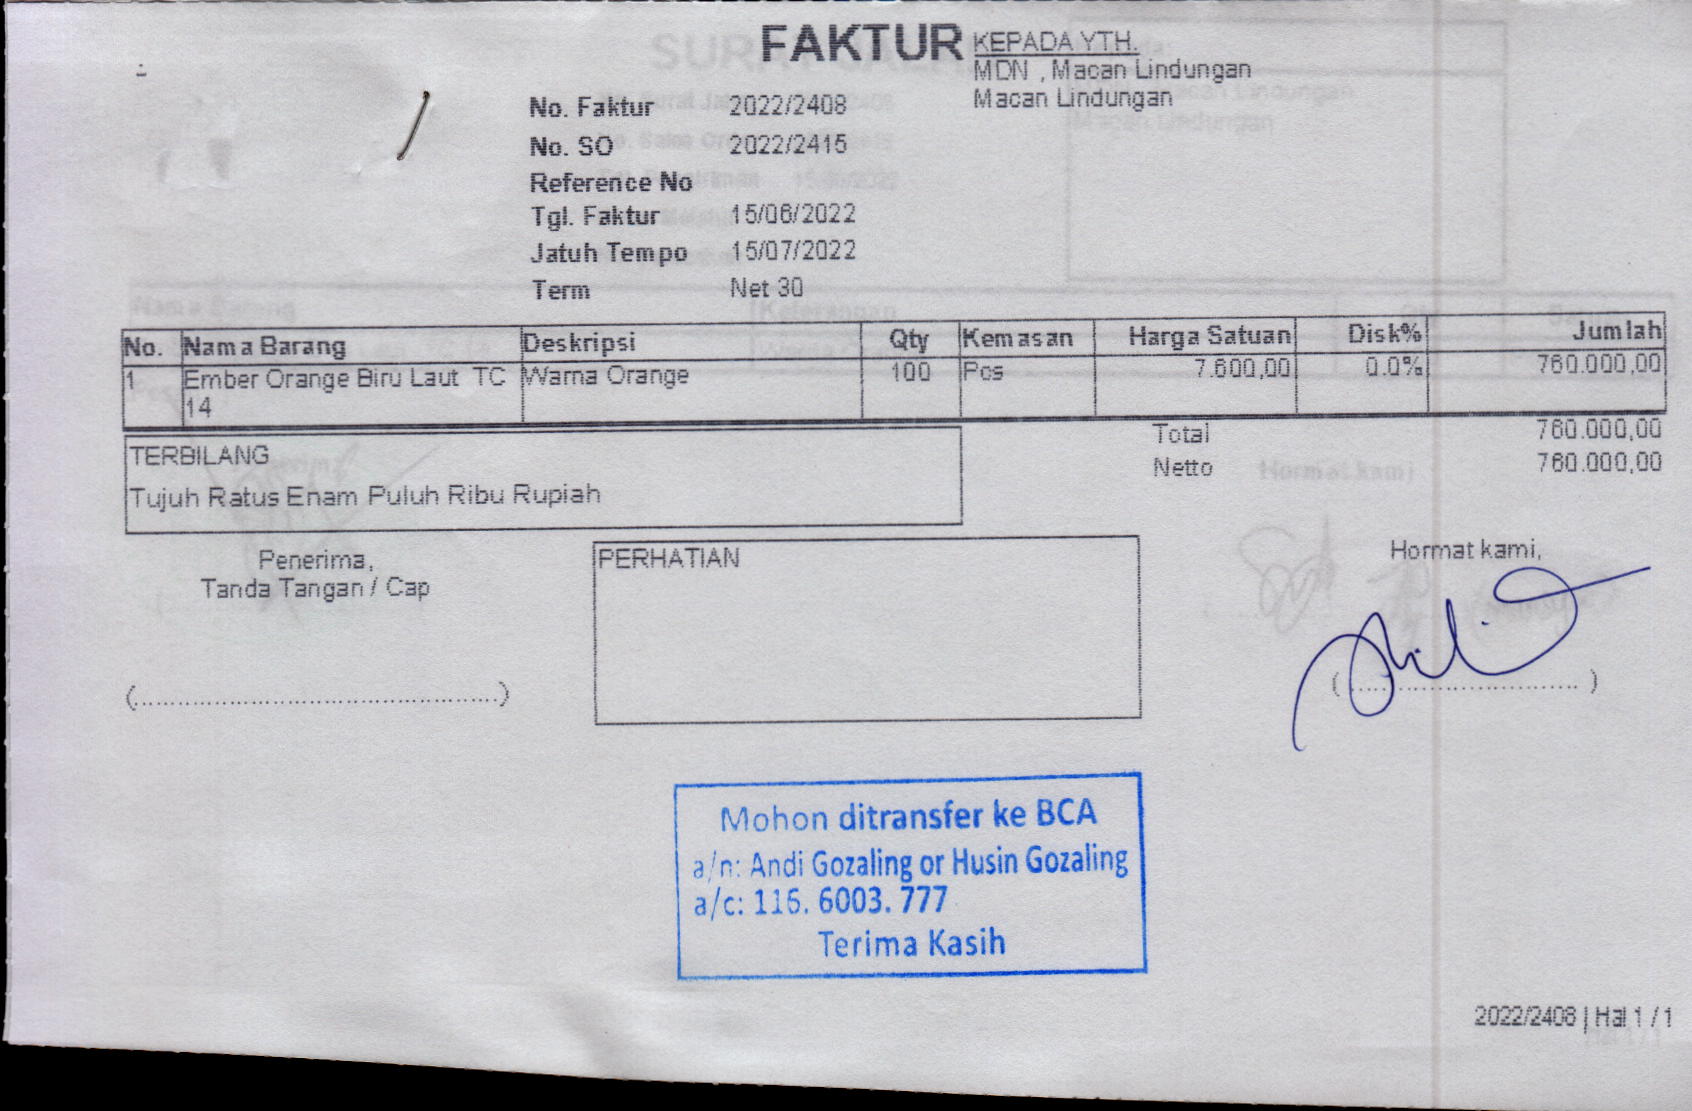 FAKTUR
KEPADA YTH.
MDN , Macan Lindungan
Macan Lindungan
No. Faktur 2022/2408
No. SO 2022/2415
Reference No
Tgl. Faktur 15/06/2022
Jatuh Tempo 15/07/2022
Term Net 30
No. Nama Barang Deskripsi Qty Kemasan Harga Satuan Disk% Jumlah
1 Ember Orange Biru Laut TC Warna Orange 100 Pcs 7.600,00 0.0% 760.000,00
14
Total 760.000,00
Netto 760.000,00
TERBILANG
Tujuh Ratus Enam Puluh Ribu Rupiah
Penerima,
Tanda Tangan / Cap
PERHATIAN
Hormat kami,
(................................................)
(............................)
Mohon ditransfer ke BCA
a/n: Andi Gozaling or Husin Gozaling
a/c: 116. 6003. 777
Terima Kasih
2022/2408 | Hal 1 / 1